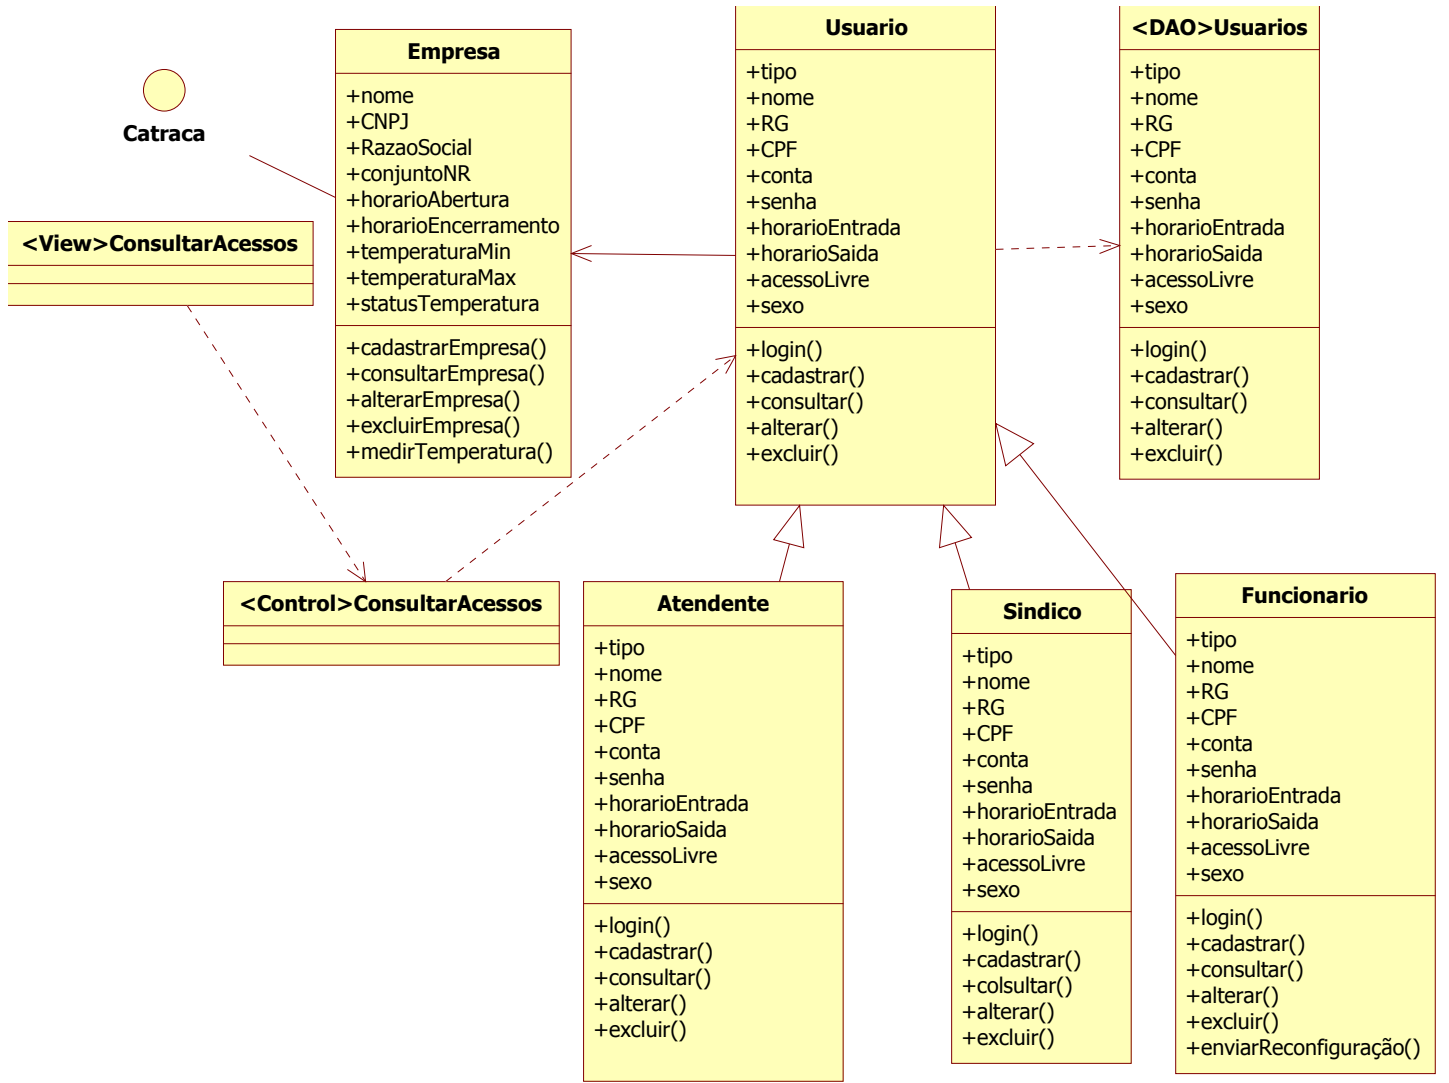 Catraca
<View>ConsultarAcessos
Empresa
+nome
+CNPJ
+RazaoSocial
+conjuntoNR
+horarioAbertura
+horarioEncerramento
+temperaturaMin
+temperaturaMax
+statusTemperatura
+cadastrarEmpresa()
+consultarEmpresa()
+alterarEmpresa()
+excluirEmpresa()
+medirTemperatura()
Usuario
+tipo
+nome
+RG
+CPF
+conta
+senha
+horarioEntrada
+horarioSaida
+acessoLivre
+sexo
+login()
+cadastrar()
+consultar()
+alterar()
+excluir()
<DAO>Usuarios
+tipo
+nome
+RG
+CPF
+conta
+senha
+horarioEntrada
+horarioSaida
+acessoLivre
+sexo
+login()
+cadastrar()
+consultar()
+alterar()
+excluir()
<Control>ConsultarAcessos
Atendente
+tipo
+nome
+RG
+CPF
+conta
+senha
+horarioEntrada
+horarioSaida
+acessoLivre
+sexo
+login()
+cadastrar()
+consultar()
+alterar()
+excluir()
Sindico
+tipo
+nome
+RG
+CPF
+conta
+senha
+horarioEntrada
+horarioSaida
+acessoLivre
+sexo
+login()
+cadastrar()
+colsultar()
+alterar()
+excluir()
Funcionario
+tipo
+nome
+RG
+CPF
+conta
+senha
+horarioEntrada
+horarioSaida
+acessoLivre
+sexo
+login()
+cadastrar()
+consultar()
+alterar()
+excluir()
+enviarReconfiguração()